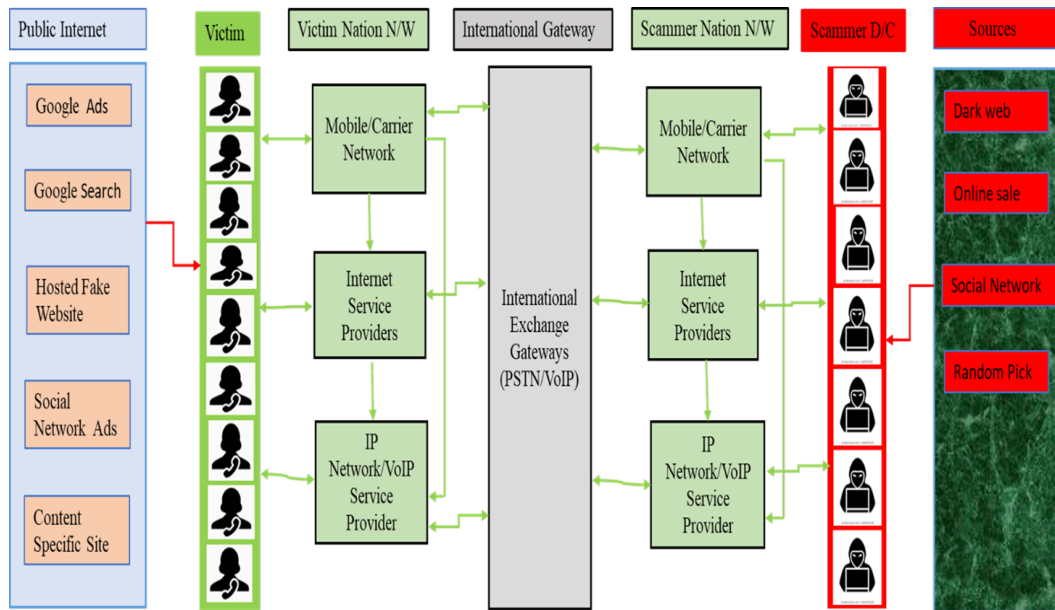 Public Internet
Victim
Victim Nation N/W
International Gateway
Scammer Nation N/W
Scammer D/C
Sources
Google Ads
Google Search
Hosted Fake
Website
Social
Network Ads
Content
Specific Site
Mobile/Carrier
Network
Internet
Service
Providers
IP
Network/VoIP
Service
Provider
International
Exchange
Gateways
(PSTN/VoIP)
Mobile/Carrier
Network
Internet
Service
Providers
IP
Network/VoIP
Service
Provider
Dark web
Online sale
Social Network
Random Pick